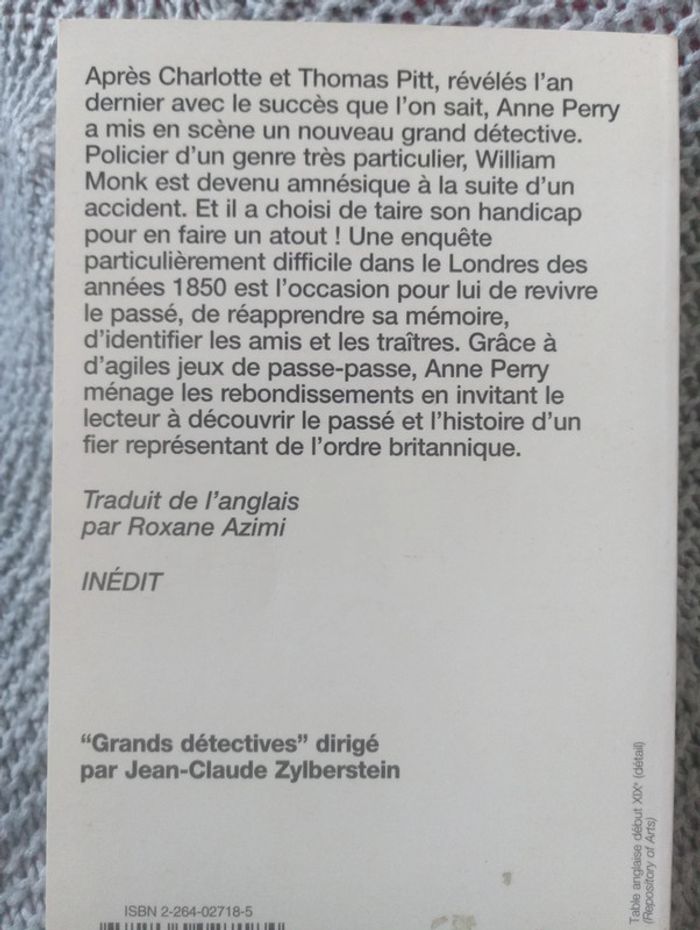 Après Charlotte et Thomas Pitt, révélés l'an
dernier avec le succès que l'on sait, Anne Perry
a mis en scène un nouveau grand détective.
Policier d'un genre très particulier, William
Monk est devenu amnésique à la suite d'un
accident. Et il a choisi de taire son handicap
pour en faire un atout ! Une enquête
particulièrement difficile dans le Londres des
années 1850 est l'occasion pour lui de revivre
le passé, de réapprendre sa mémoire,
d'identifier les amis et les traîtres. Grâce à
d'agiles jeux de passe-passe, Anne Perry
ménage les rebondissements en invitant le
lecteur à découvrir le passé et l'histoire d'un
fier représentant de l'ordre britannique.
Traduit de l'anglais
par Roxane Azimi
INÉDIT
"Grands détectives" dirigé
par Jean-Claude Zylberstein
Table anglaise début XIXe (détail)
(Repository of Arts)
ISBN 2-264-02718-5